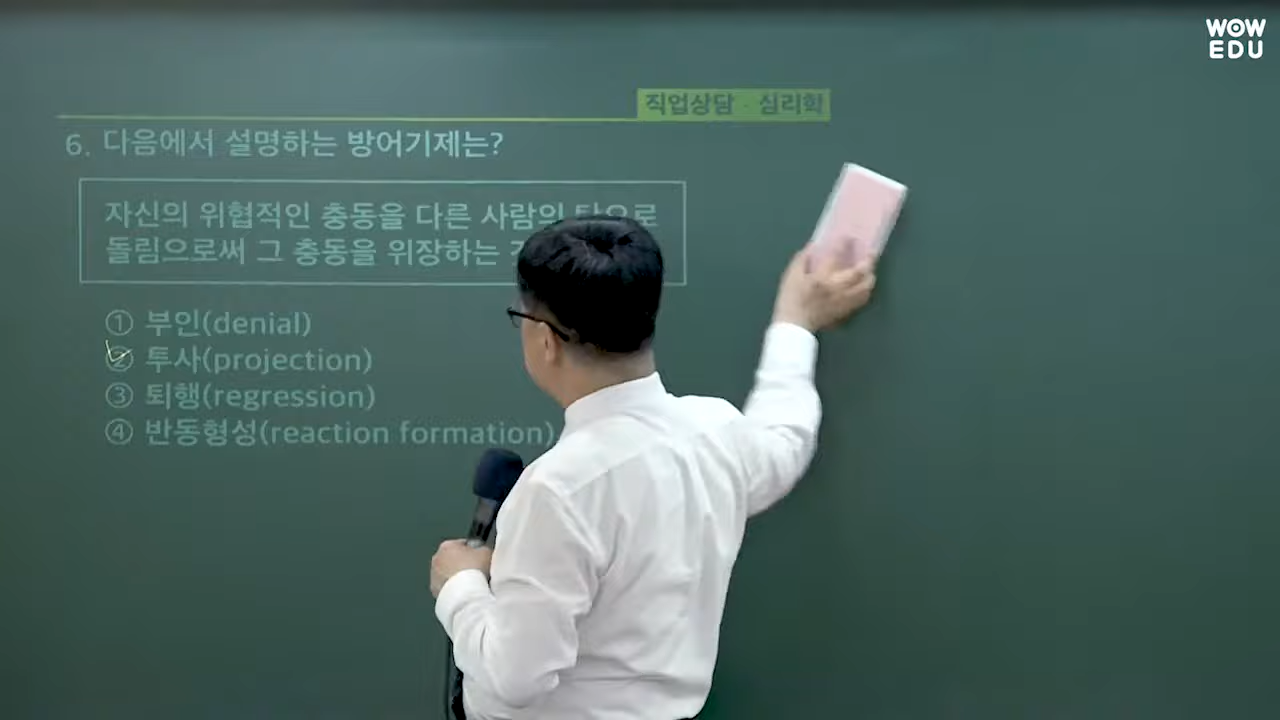 WOW
EDU
직업상담 · 심리학
6. 다음에서 설명하는 방어기제는?
자신의 위협적인 충동을 다른 사람의 탓으로
돌림으로써 그 충동을 위장하는
① 부인(denial)
② 투사(projection)
③ 퇴행(regression)
④ 반동형성(reaction formation)